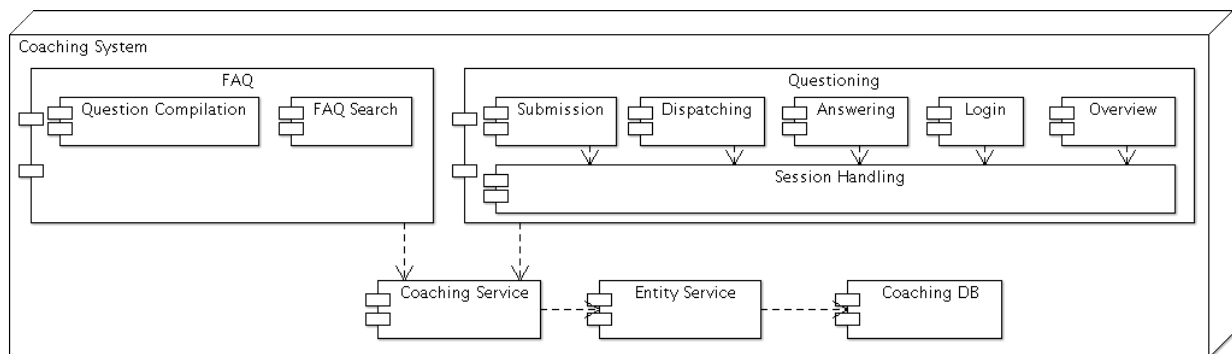 Coaching System
FAQ
Question Compilation
FAQ Search
Questioning
Submission
Dispatching
Answering
Login
Overview
Session Handling
Coaching Service
Entity Service
Coaching DB